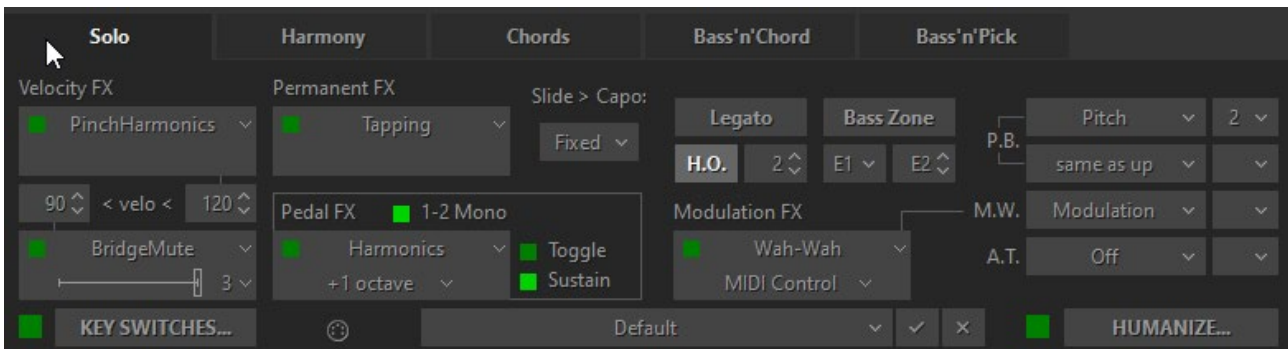 Solo Harmony Chords Bass'n'Chord Bass'n'Pick
Velocity FX Permanent FX Slide > Capo:
PinchHarmonics Tapping Fixed Legato Bass Zone P.B. Pitch 2
H.O. 2 E1 E2 same as up
90 < velo < 120 Pedal FX 1-2 Mono Modulation FX M.W. Modulation
BridgeMute Harmonics Toggle Wah-Wah A.T. Off
3 +1 octave Sustain MIDI Control
KEY SWITCHES... Default HUMANIZE...